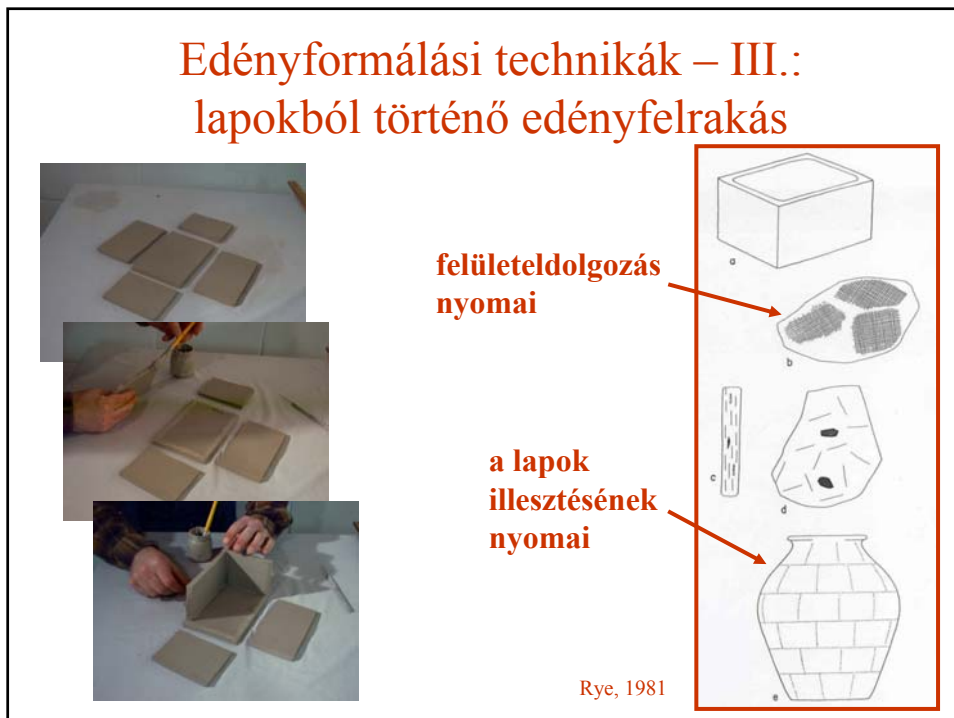 Edényformálási technikák – III.:
lapokból történő edényfelrakás
felületeldolgozás
nyomai
a lapok
illesztésének
nyomai
a
b
c
d
e
Rye, 1981